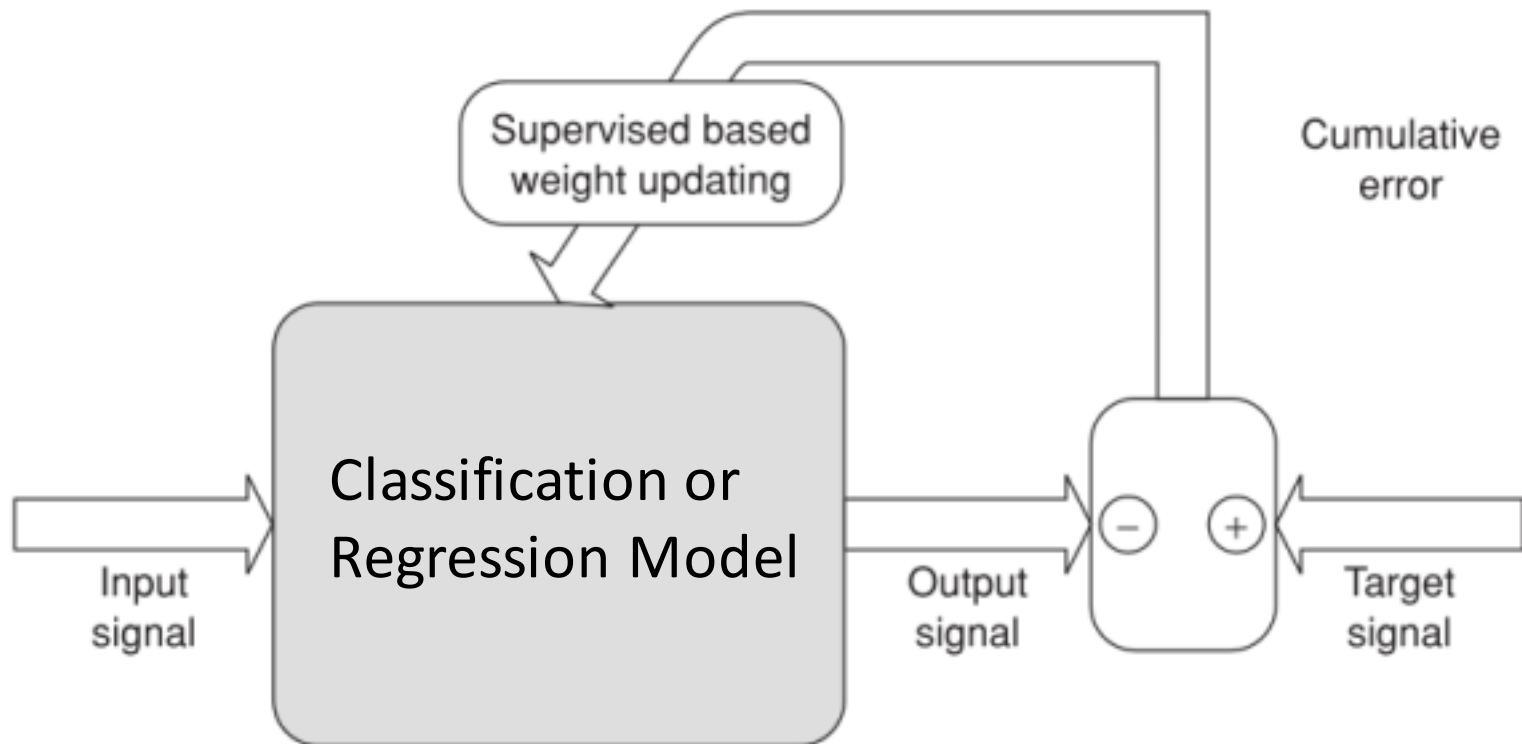 Supervised based
weight updating
Cumulative
error
Classification or
Regression Model
Input
signal
Output
signal
−
+
Target
signal